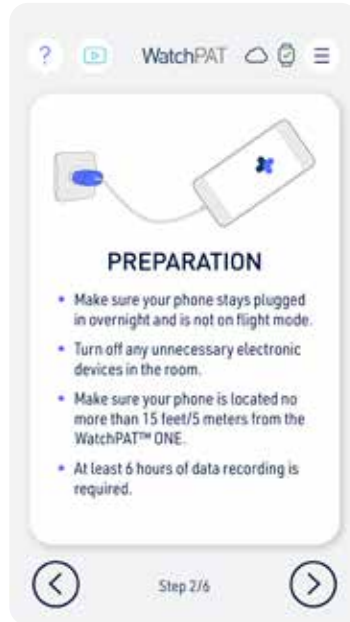 ?
WatchPAT
PREPARATION
• Make sure your phone stays plugged
in overnight and is not on flight mode.
• Turn off any unnecessary electronic
devices in the room.
• Make sure your phone is located no
more than 15 feet/5 meters from the
WatchPAT™ ONE.
• At least 6 hours of data recording is
required.
Step 2/6